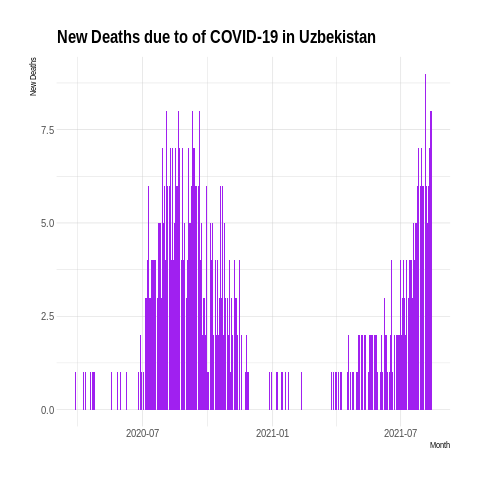 New Deaths due to of COVID-19 in Uzbekistan
New Deaths
7.5
5.0
2.5
0.0
2020-07
2021-01
2021-07
Month